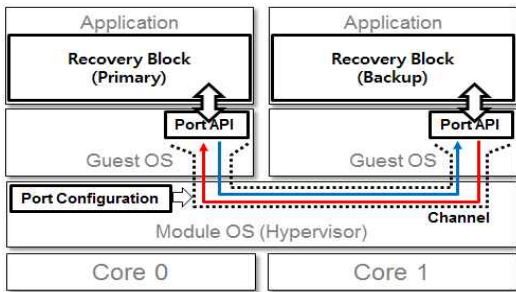 Application
Application
Recovery Block
(Primary)
Recovery Block
(Backup)
Port API
Port API
Guest OS
Guest OS
Port Configuration
Channel
Module OS (Hypervisor)
Core 0
Core 1